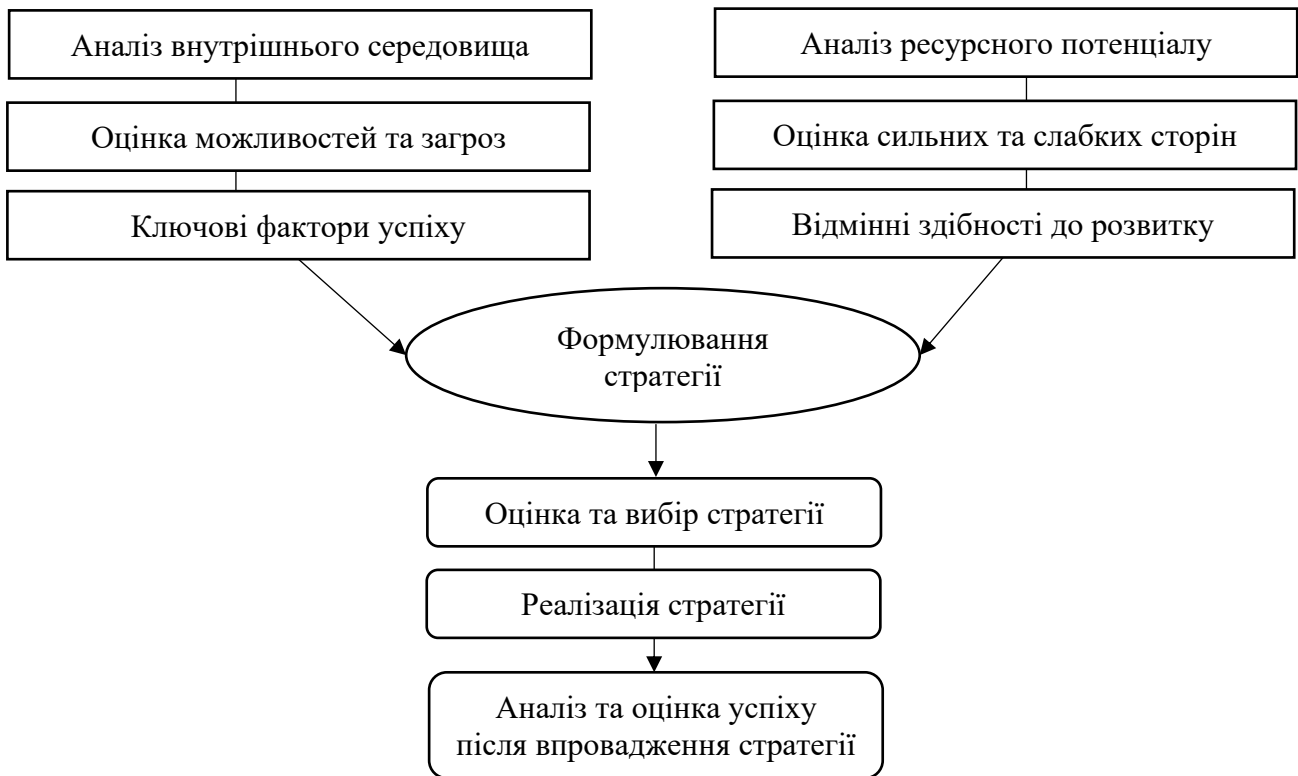 Аналіз внутрішнього середовища
Оцінка можливостей та загроз
Ключові фактори успіху
Аналіз ресурсного потенціалу
Оцінка сильних та слабких сторін
Відмінні здібності до розвитку
Формулювання
стратегії
Оцінка та вибір стратегії
Реалізація стратегії
Аналіз та оцінка успіху
після впровадження стратегії